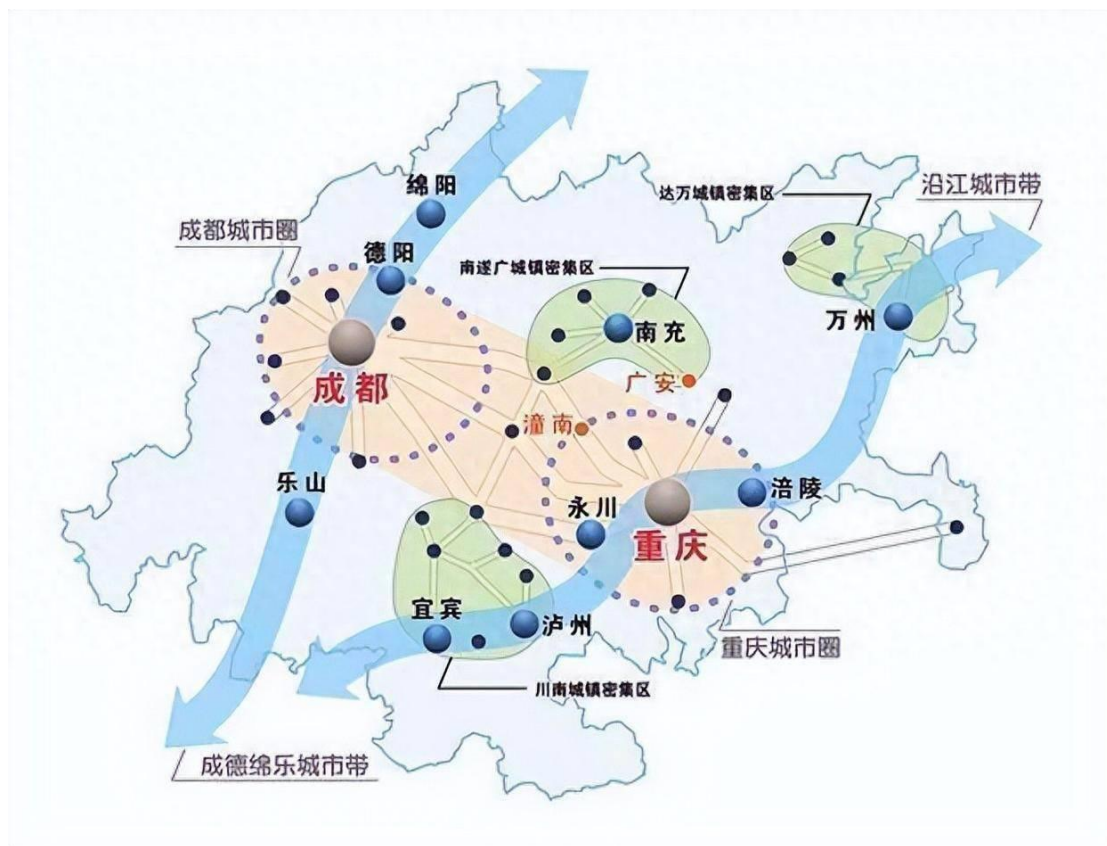 绵阳
达万城镇密集区
沿江城市带
成都城市圈
德阳
南遂广城镇密集区
万州
南充
成都
广安
潼南
乐山
永川
涪陵
重庆
宜宾
泸州
重庆城市圈
川南城镇密集区
成德绵乐城市带